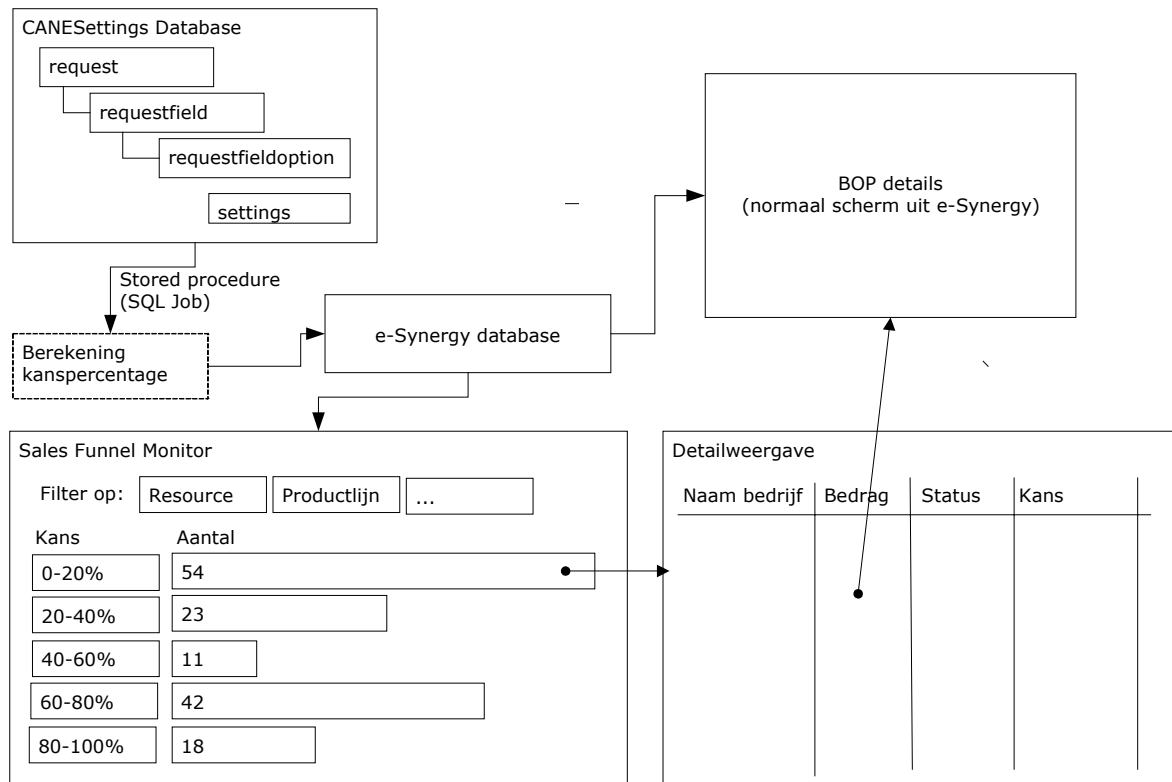 CANESettings Database
request
requestfield
requestfieldoption
settings
Stored procedure
(SQL Job)
Berekening
kanspercentage
e-Synergy database
BOP details
(normaal scherm uit e-Synergy)
Sales Funnel Monitor
Filter op: Resource Productlijn ...
Kans Aantal
0-20% 54
20-40% 23
40-60% 11
60-80% 42
80-100% 18
Detailweergave
Naam bedrijf Bedrag Status Kans